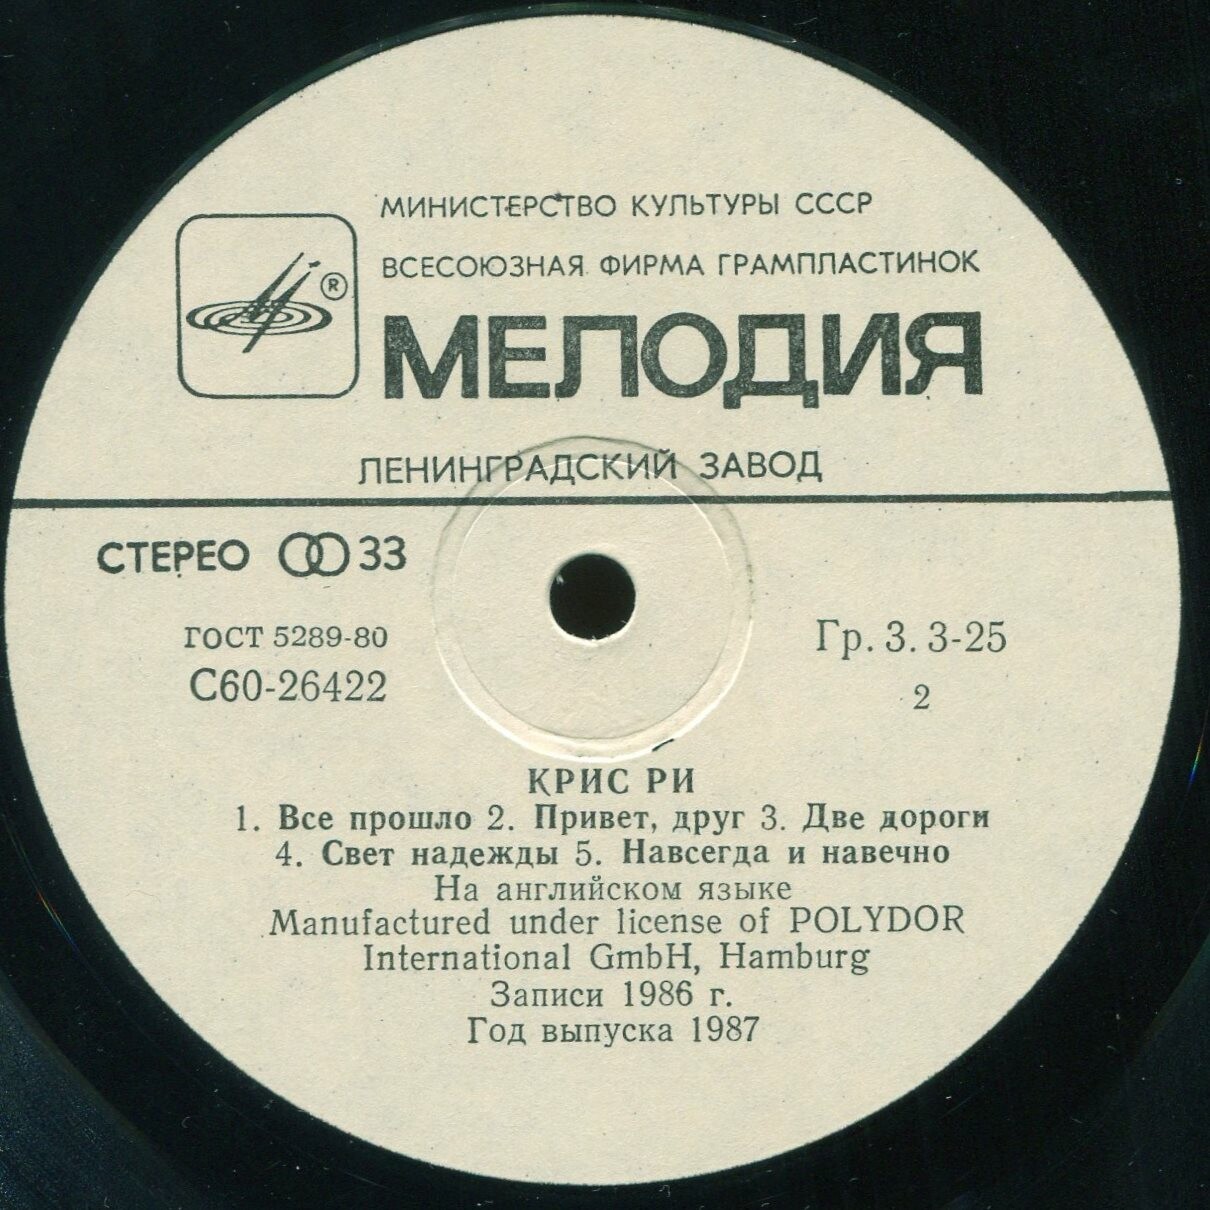 МИНИСТЕРСТВО КУЛЬТУРЫ СССР
ВСЕСОЮЗНАЯ ФИРМА ГРАМПЛАСТИНОК
®
МЕЛОДИЯ
ЛЕНИНГРАДСКИЙ ЗАВОД
СТЕРЕО 33
ГОСТ 5289-80
С60-26422
Гр. 3. 3-25
2
КРИС РИ
1. Все прошло 2. Привет, друг 3. Две дороги
4. Свет надежды 5. Навсегда и навечно
На английском языке
Manufactured under license of POLYDOR
International GmbH, Hamburg
Записи 1986 г.
Год выпуска 1987